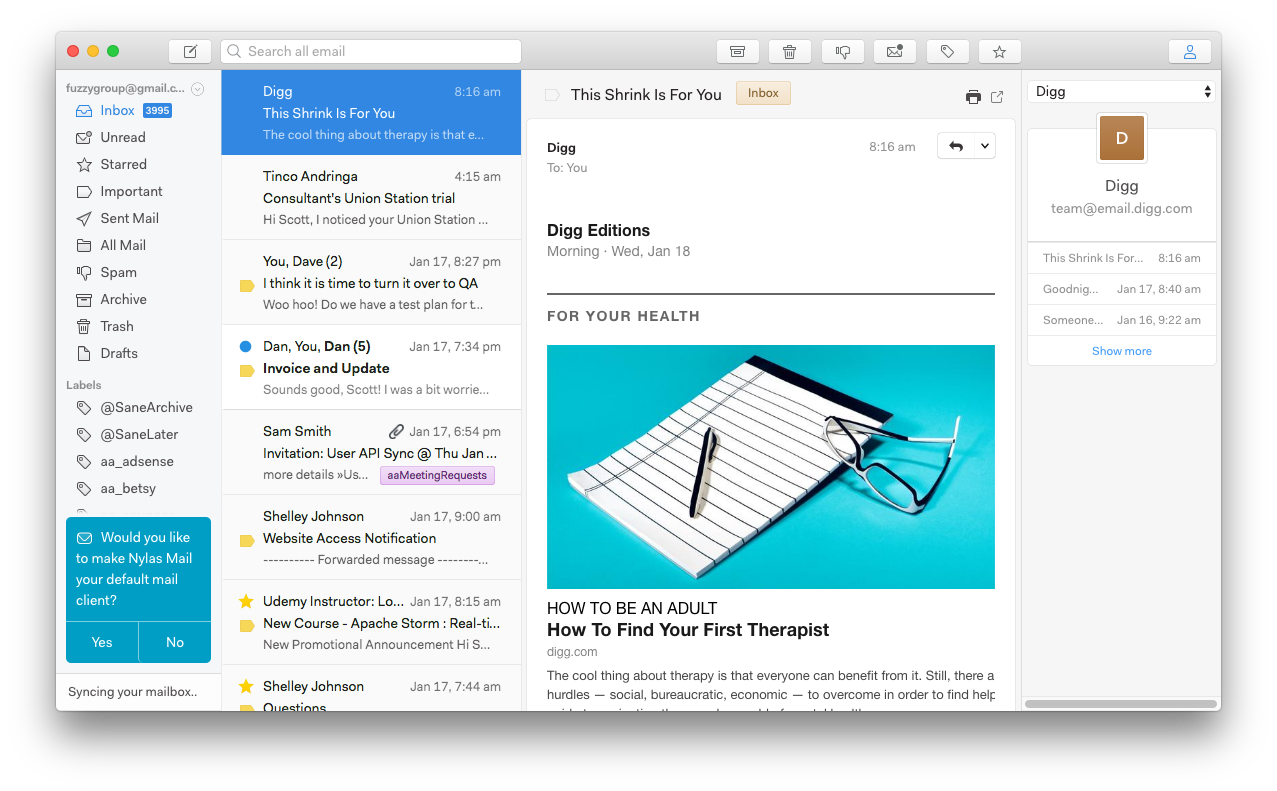 Search all email
fuzzygroup@gmail.c...
Inbox 3995
Unread
Starred
Important
Sent Mail
All Mail
Spam
Archive
Trash
Drafts
Labels
@SaneArchive
@SaneLater
aa_adsense
aa_betsy
Would you like
to make Nylas Mail
your default mail
client?
Yes No
Syncing your mailbox..
Digg 8:16 am
This Shrink Is For You
The cool thing about therapy is that e...
Tinco Andringa 4:15 am
Consultant's Union Station trial
Hi Scott, I noticed your Union Station ...
You, Dave (2) Jan 17, 8:27 pm
I think it is time to turn it over to QA
Woo hoo! Do we have a test plan for t...
Dan, You, Dan (5) Jan 17, 7:34 pm
Invoice and Update
Sounds good, Scott! I was a bit worrie...
Sam Smith Jan 17, 6:54 pm
Invitation: User API Sync @ Thu Jan ...
more details »Us... aaMeetingRequests
Shelley Johnson Jan 17, 9:00 am
Website Access Notification
---------- Forwarded message --------...
Udemy Instructor: Lo... Jan 17, 8:15 am
New Course - Apache Storm : Real-ti...
New Promotional Announcement Hi S...
Shelley Johnson Jan 17, 7:44 am
Questions
This Shrink Is For You Inbox
Digg 8:16 am
To: You
Digg Editions
Morning · Wed, Jan 18
FOR YOUR HEALTH
HOW TO BE AN ADULT
How To Find Your First Therapist
digg.com
The cool thing about therapy is that everyone can benefit from it. Still, there a
hurdles — social, bureaucratic, economic — to overcome in order to find help
Digg
D
Digg
team@email.digg.com
This Shrink Is For... 8:16 am
Goodnig... Jan 17, 8:40 am
Someone... Jan 16, 9:22 am
Show more